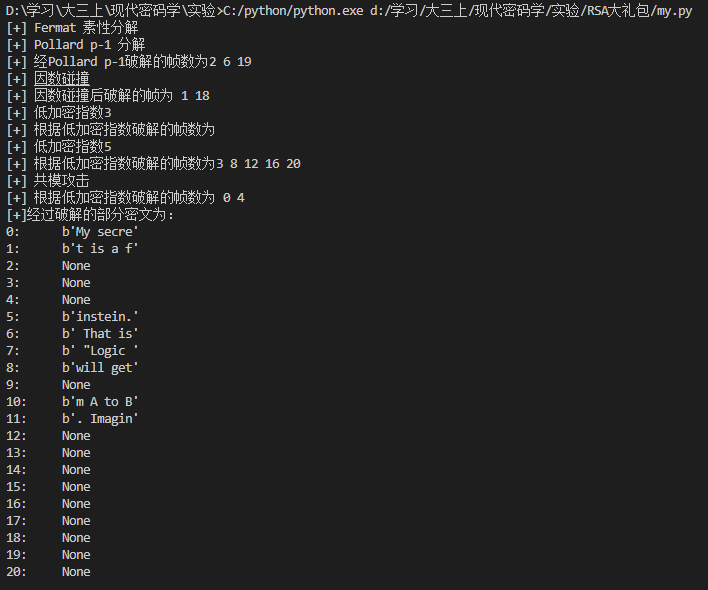 D:\学习\大三上\现代密码学\实验>C:/python/python.exe d:/学习/大三上/现代密码学/实验/RSA大礼包/my.py
[+] Fermat 素性分解
[+] Pollard p-1 分解
[+] 经Pollard p-1破解的帧数为2 6 19
[+] 因数碰撞
[+] 因数碰撞后破解的帧为 1 18
[+] 低加密指数3
[+] 根据低加密指数破解的帧数为
[+] 低加密指数5
[+] 根据低加密指数破解的帧数为3 8 12 16 20
[+] 共模攻击
[+] 根据低加密指数破解的帧数为 0 4
[+]经过破解的部分密文为:
0: b'My secre'
1: b't is a f'
2: None
3: None
4: None
5: b'instein.'
6: b' That is'
7: b' "Logic '
8: b'will get'
9: None
10: b'm A to B'
11: b'. Imagin'
12: None
13: None
14: None
15: None
16: None
17: None
18: None
19: None
20: None